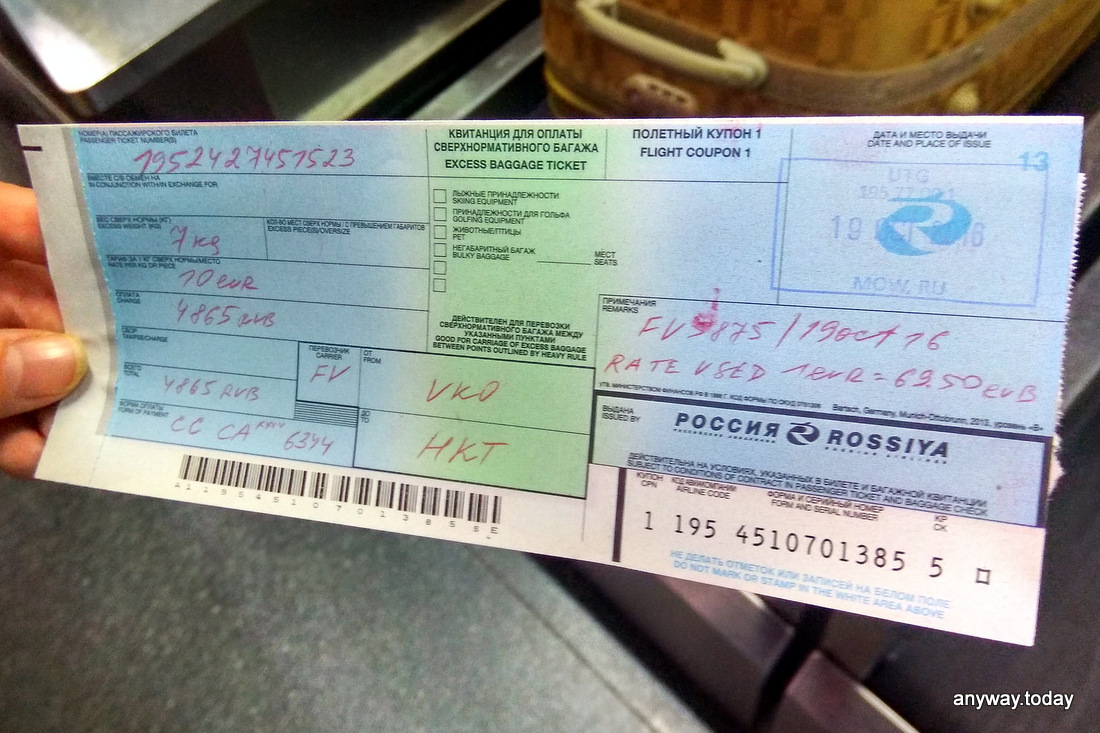 НОМЕР(А) ПАССАЖИРСКОГО БИЛЕТА
PASSENGER TICKET NUMBER(S)
1952427451523
ВМЕСТЕ С/В ОБМЕН НА
IN CONJUNCTION WITH/IN EXCHANGE FOR
ВЕС СВЕРХ НОРМЫ (КГ)
EXCESS WEIGHT (KG)
7 kg
КОЛ-ВО МЕСТ СВЕРХ НОРМЫ / С ПРЕВЫШЕНИЕМ ГАБАРИТОВ
EXCESS PIECE(S)/OVERSIZE
ТАРИФ ЗА 1 КГ СВЕРХ НОРМЫ/МЕСТО
RATE PER KG OR PIECE
10 EUR
ОПЛАТА
CHARGE
4865 RUB
СБОР
TAX/FEE/CHARGE
ВСЕГО
TOTAL
4865 RUB
ФОРМА ОПЛАТЫ
FORM OF PAYMENT
CC CA XXXX 6344
ПЕРЕВОЗЧИК
CARRIER
FV
ОТ
FROM
VKO
ДО
TO
HKT
КВИТАНЦИЯ ДЛЯ ОПЛАТЫ
СВЕРХНОРМАТИВНОГО БАГАЖА
EXCESS BAGGAGE TICKET
ЛЫЖНЫЕ ПРИНАДЛЕЖНОСТИ
SKIING EQUIPMENT
ПРИНАДЛЕЖНОСТИ ДЛЯ ГОЛЬФА
GOLFING EQUIPMENT
ЖИВОТНЫЕ/ПТИЦЫ
PET
НЕГАБАРИТНЫЙ БАГАЖ
BULKY BAGGAGE
МЕСТ
SEATS
ДЕЙСТВИТЕЛЕН ДЛЯ ПЕРЕВОЗКИ
СВЕРХНОРМАТИВНОГО БАГАЖА МЕЖДУ
УКАЗАННЫМИ ПУНКТАМИ
GOOD FOR CARRIAGE OF EXCESS BAGGAGE
BETWEEN POINTS OUTLINED BY HEAVY RULE
ПОЛЕТНЫЙ КУПОН 1
FLIGHT COUPON 1
ДАТА И МЕСТО ВЫДАЧИ
DATE AND PLACE OF ISSUE
13
UTG
MOW, RU
ПРИМЕЧАНИЯ
REMARKS
FV 5875 / 19 oct 16
RATE USED 1 EUR = 69.50 RUB
УТВ. МИНИСТЕРСТВОМ ФИНАНСОВ РФ В 1998 Г. КОД ФОРМЫ ПО ОКУД
Bartsch, Germany, Munich-Ottobrunn, 2013, уровень «В»
ВЫДАНА
ISSUED BY
РОССИЯ ROSSIYA
ДЕЙСТВИТЕЛЬНА НА УСЛОВИЯХ, УКАЗАННЫХ В БИЛЕТЕ И БАГАЖНОЙ КВИТАНЦИИ
SUBJECT TO CONDITIONS OF CONTRACT IN PASSENGER TICKET AND BAGGAGE CHECK
КУПОН
CPN
КОД АВИАКОМПАНИИ
AIRLINE CODE
ФОРМА И СЕРИЙНЫЙ НОМЕР
FORM AND SERIAL NUMBER
КР
CK
1 195 4510701385 5
НЕ ДЕЛАТЬ ОТМЕТОК ИЛИ ЗАПИСЕЙ НА БЕЛОМ ПОЛЕ
DO NOT MARK OR STAMP IN THE WHITE AREA ABOVE
A 1 1 9 5 4 5 1 0 7 0 1 3 8 5 5 E
anyway.today